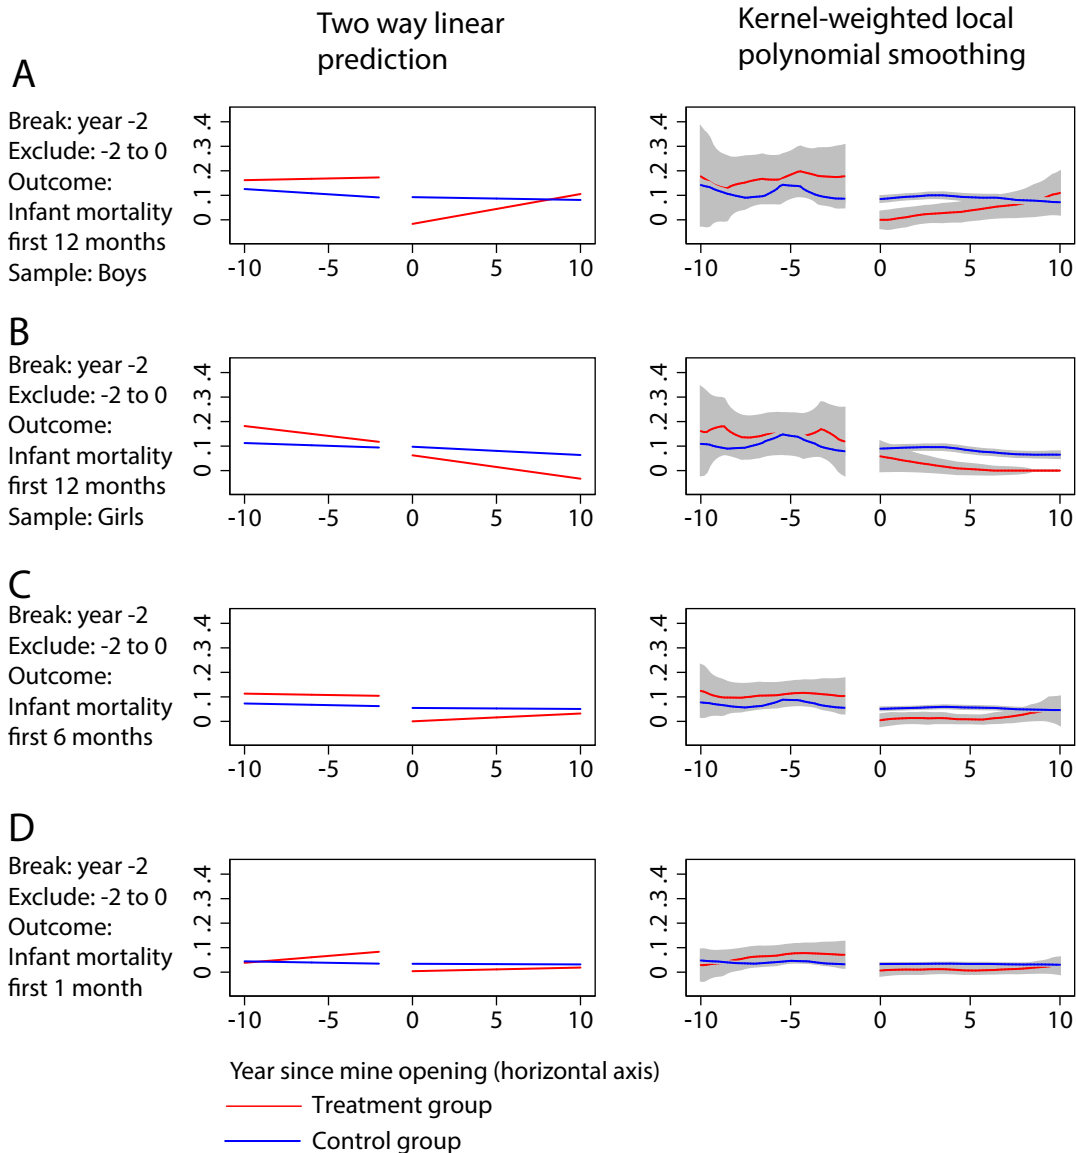 Two way linear
prediction
Kernel-weighted local
polynomial smoothing
A
Break: year -2
Exclude: -2 to 0
Outcome:
Infant mortality
first 12 months
Sample: Boys
0 .1 .2 .3 .4
-10 -5 0 5 10
0 .1 .2 .3 .4
-10 -5 0 5 10
B
Break: year -2
Exclude: -2 to 0
Outcome:
Infant mortality
first 12 months
Sample: Girls
0 .1 .2 .3 .4
-10 -5 0 5 10
0 .1 .2 .3 .4
-10 -5 0 5 10
C
Break: year -2
Exclude: -2 to 0
Outcome:
Infant mortality
first 6 months
0 .1 .2 .3 .4
-10 -5 0 5 10
0 .1 .2 .3 .4
-10 -5 0 5 10
D
Break: year -2
Exclude: -2 to 0
Outcome:
Infant mortality
first 1 month
0 .1 .2 .3 .4
-10 -5 0 5 10
0 .1 .2 .3 .4
-10 -5 0 5 10
Year since mine opening (horizontal axis)
Treatment group
Control group